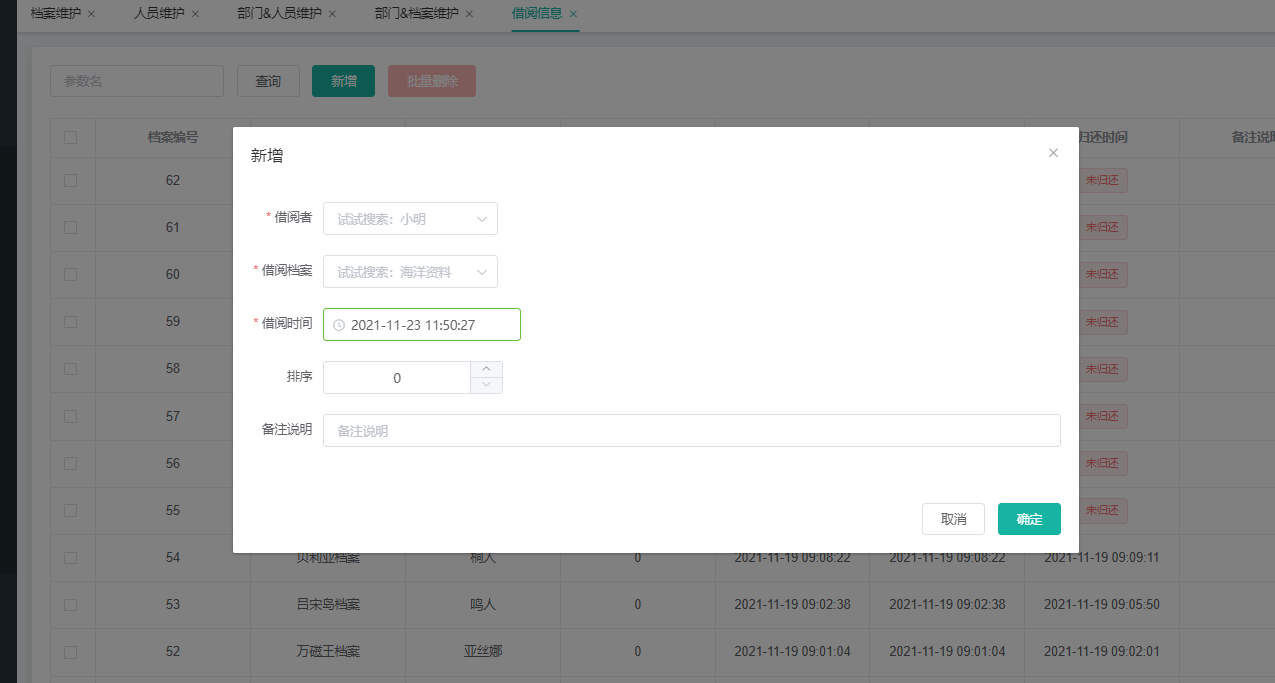 档案维护 × 人员维护 × 部门&人员维护 × 部门&档案维护 × 借阅信息 ×
参数名 查询 新增 批量删除
档案编号 归还时间 备注说明
新增 ×
62 未归还
* 借阅者 试试搜索：小明
61 未归还
* 借阅档案 试试搜索：海洋资料
60 未归还
* 借阅时间 2021-11-23 11:50:27
59 未归还
排序 0
58 未归还
57 未归还
备注说明 备注说明
56 未归还
55 未归还
取消 确定
54 贝利亚档案 桐人 0 2021-11-19 09:08:22 2021-11-19 09:08:22 2021-11-19 09:09:11
53 吕宋岛档案 鸣人 0 2021-11-19 09:02:38 2021-11-19 09:02:38 2021-11-19 09:05:50
52 万磁王档案 亚丝娜 0 2021-11-19 09:01:04 2021-11-19 09:01:04 2021-11-19 09:02:01